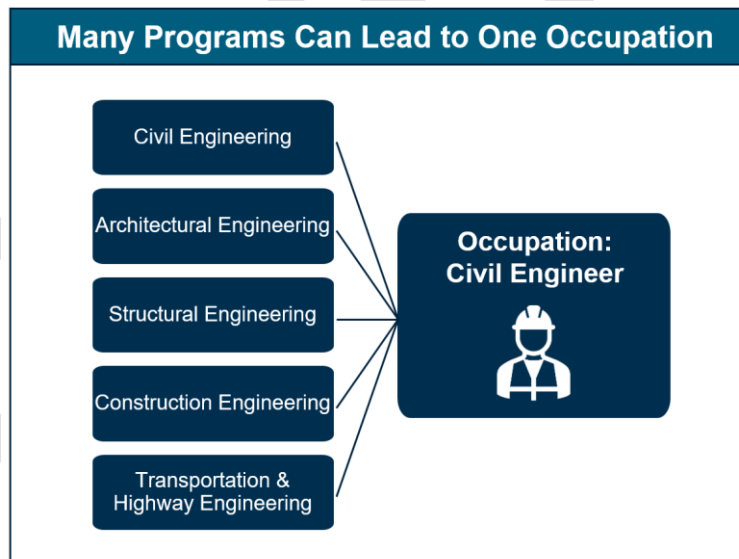 Many Programs Can Lead to One Occupation
Civil Engineering
Architectural Engineering
Structural Engineering
Construction Engineering
Transportation &
Highway Engineering
Occupation:
Civil Engineer